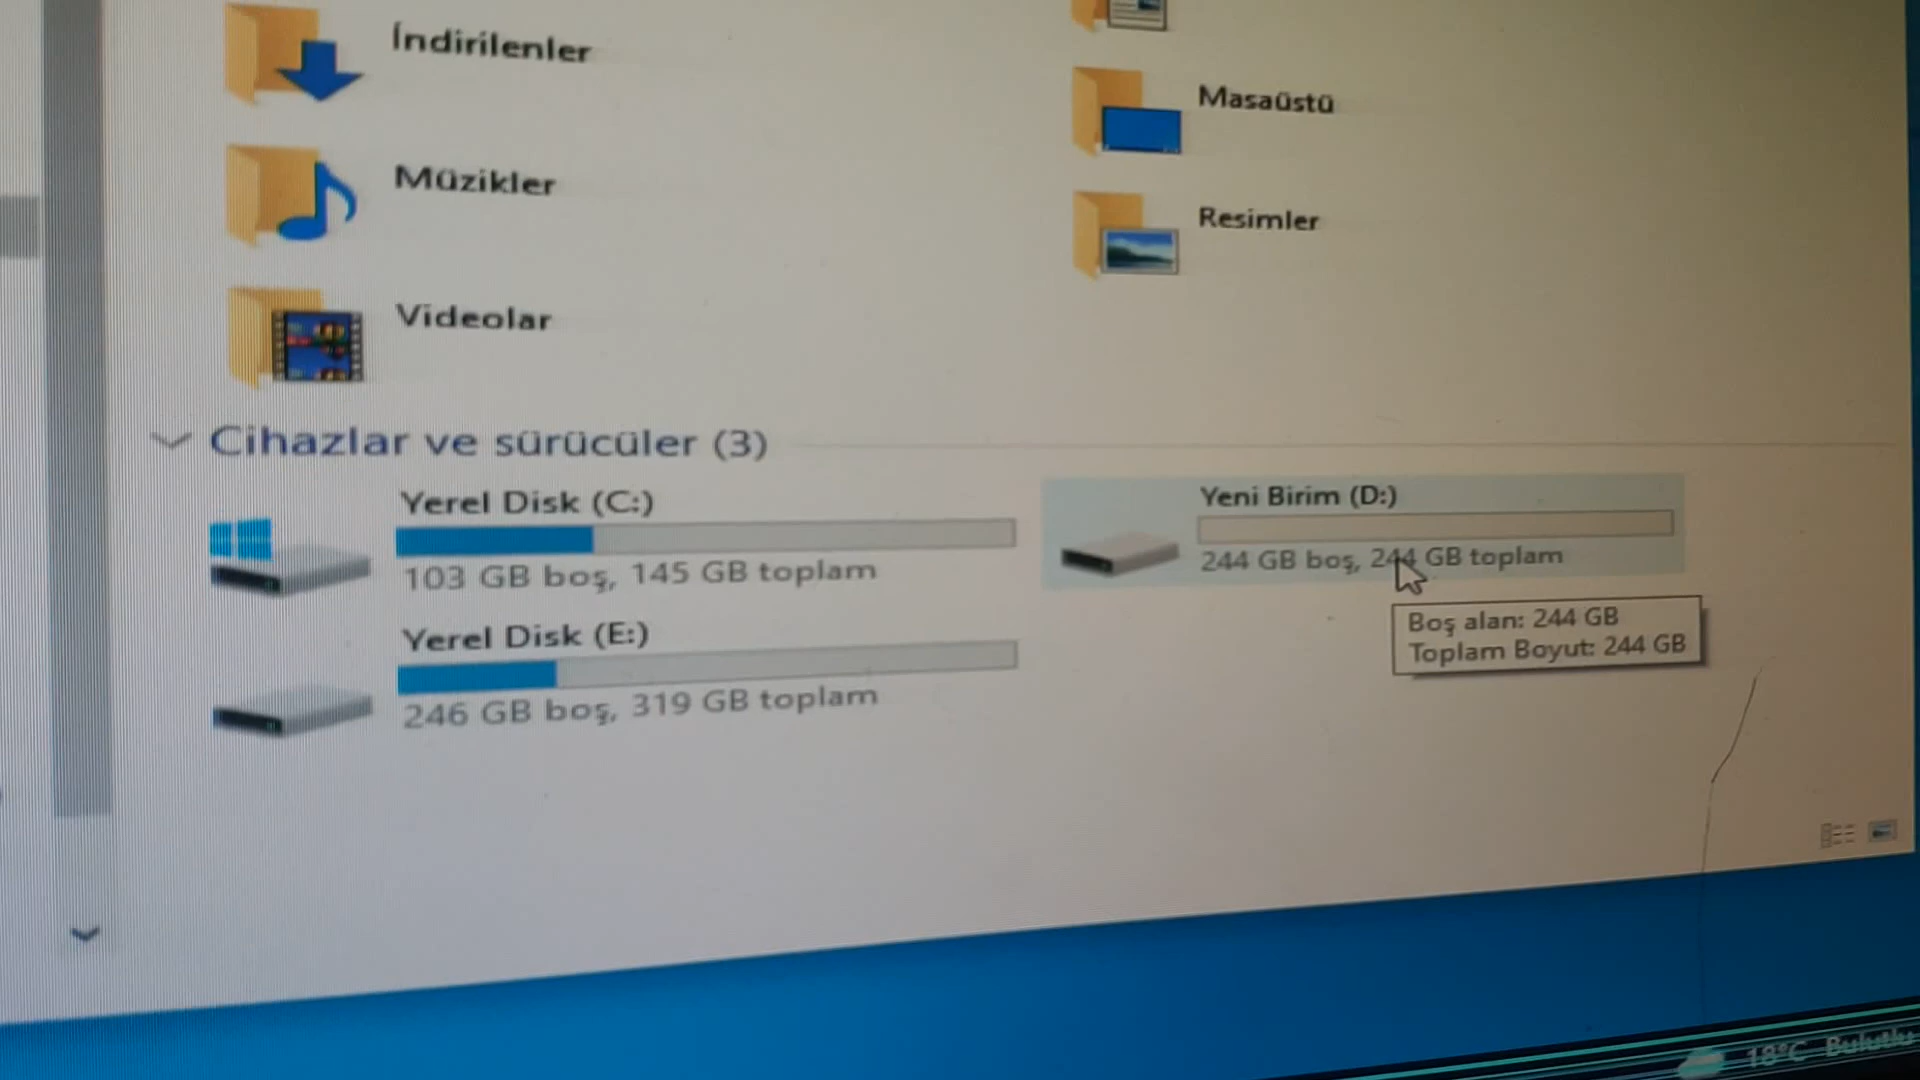 İndirilenler
Masaüstü
Müzikler
Resimler
Videolar
Cihazlar ve sürücüler (3)
Yerel Disk (C:)
103 GB boş, 145 GB toplam
Yeni Birim (D:)
244 GB boş, 244 GB toplam
Boş alan: 244 GB
Toplam Boyut: 244 GB
Yerel Disk (E:)
246 GB boş, 319 GB toplam
18°C Bulutlu